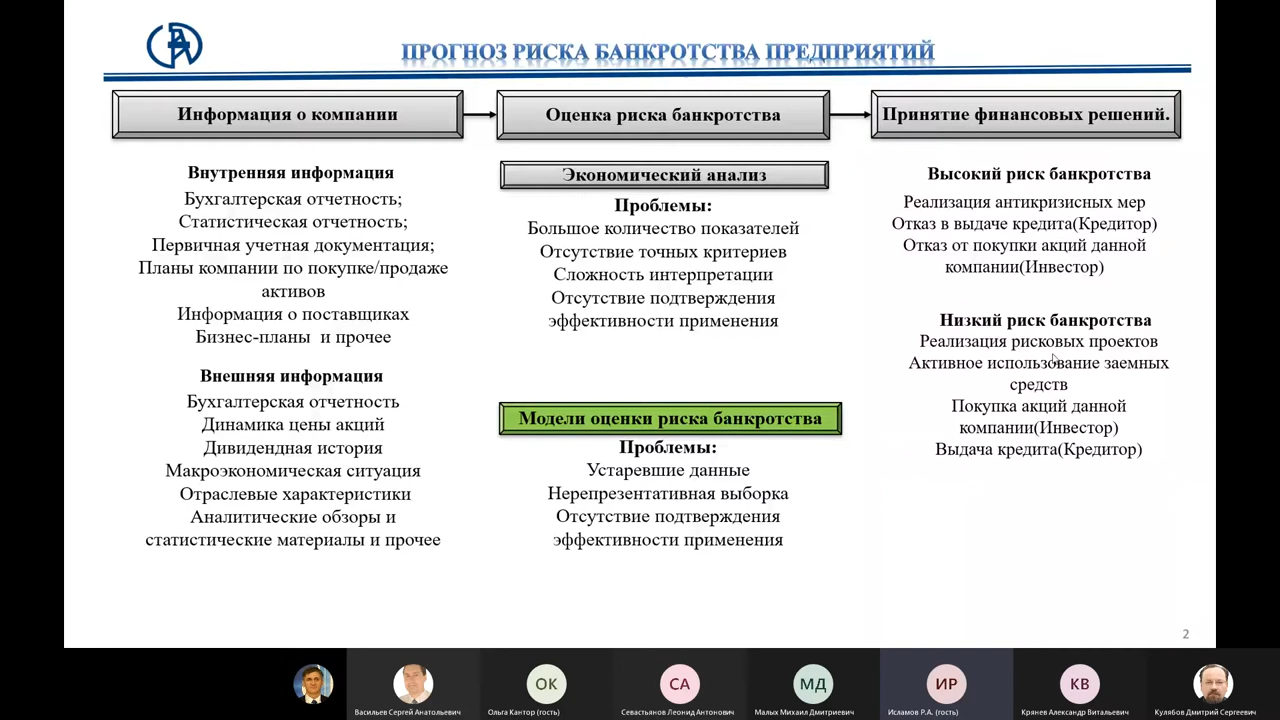 ПРОГНОЗ РИСКА БАНКРОТСТВА ПРЕДПРИЯТИЙ
Информация о компании
Оценка риска банкротства
Принятие финансовых решений.
Внутренняя информация
Бухгалтерская отчетность;
Статистическая отчетность;
Первичная учетная документация;
Планы компании по покупке/продаже
активов
Информация о поставщиках
Бизнес-планы и прочее
Внешняя информация
Бухгалтерская отчетность
Динамика цены акций
Дивидендная история
Макроэкономическая ситуация
Отраслевые характеристики
Аналитические обзоры и
статистические материалы и прочее
Экономический анализ
Проблемы:
Большое количество показателей
Отсутствие точных критериев
Сложность интерпретации
Отсутствие подтверждения
эффективности применения
Модели оценки риска банкротства
Проблемы:
Устаревшие данные
Нерепрезентативная выборка
Отсутствие подтверждения
эффективности применения
Высокий риск банкротства
Реализация антикризисных мер
Отказ в выдаче кредита(Кредитор)
Отказ от покупки акций данной
компании(Инвестор)
Низкий риск банкротства
Реализация рисковых проектов
Активное использование заемных
средств
Покупка акций данной
компании(Инвестор)
Выдача кредита(Кредитор)
2
Васильев Сергей Анатольевич
ОК
Ольга Кантор (гость)
СА
Севастьянов Леонид Антонович
МД
Малых Михаил Дмитриевич
ИР
Исламов Р.А. (гость)
КВ
Крянев Александр Витальевич
Кулябов Дмитрий Сергеевич